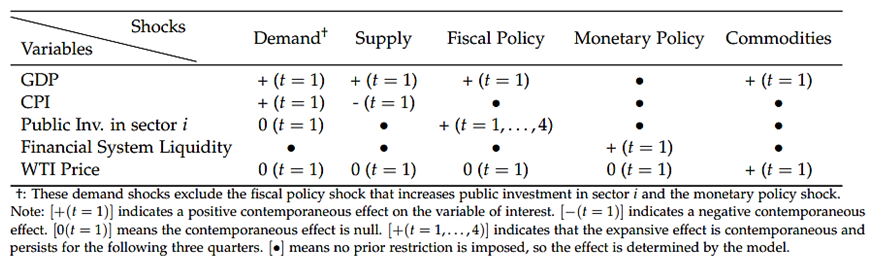 Shocks
Variables Demand† Supply Fiscal Policy Monetary Policy Commodities
GDP + (t = 1) + (t = 1) + (t = 1) • + (t = 1)
CPI + (t = 1) - (t = 1) • • •
Public Inv. in sector i 0 (t = 1) • + (t = 1, . . . , 4) • •
Financial System Liquidity • • • + (t = 1) •
WTI Price 0 (t = 1) 0 (t = 1) 0 (t = 1) 0 (t = 1) + (t = 1)
†: These demand shocks exclude the fiscal policy shock that increases public investment in sector i and the monetary policy shock.
Note: [+(t = 1)] indicates a positive contemporaneous effect on the variable of interest. [−(t = 1)] indicates a negative contemporaneous
effect. [0(t = 1)] means the contemporaneous effect is null. [+(t = 1, . . . , 4)] indicates that the expansive effect is contemporaneous and
persists for the following three quarters. [•] means no prior restriction is imposed, so the effect is determined by the model.